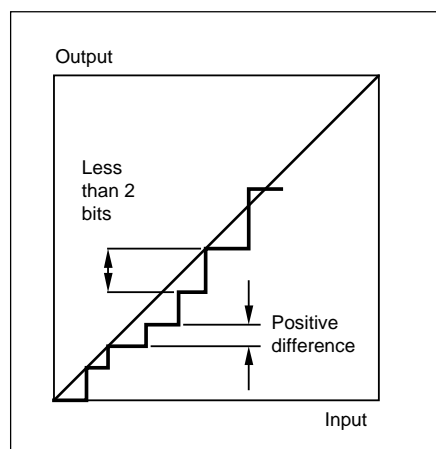 Output
Less
than 2
bits
Positive
difference
Input